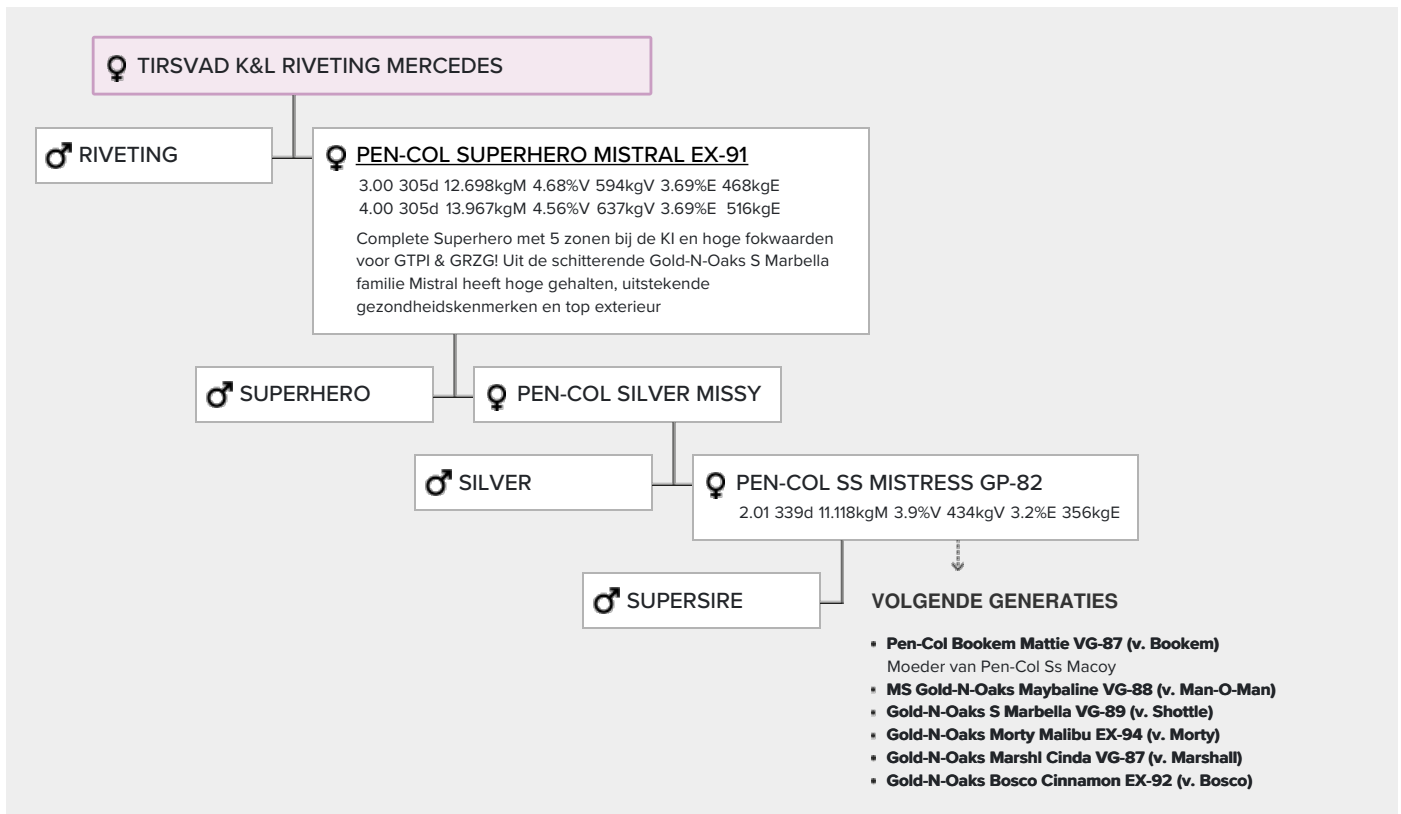 TIRSVAD K&L RIVETING MERCEDES
RIVETING
PEN-COL SUPERHERO MISTRAL EX-91
3.00 305d 12.698kgM 4.68%V 594kgV 3.69%E 468kgE
4.00 305d 13.967kgM 4.56%V 637kgV 3.69%E 516kgE
Complete Superhero met 5 zonen bij de KI en hoge fokwaarden
voor GTPI & GRZG! Uit de schitterende Gold-N-Oaks S Marbella
familie Mistral heeft hoge gehalten, uitstekende
gezondheidskenmerken en top exterieur
SUPERHERO
PEN-COL SILVER MISSY
SILVER
PEN-COL SS MISTRESS GP-82
2.01 339d 11.118kgM 3.9%V 434kgV 3.2%E 356kgE
SUPERSIRE
VOLGENDE GENERATIES
Pen-Col Bookem Mattie VG-87 (v. Bookem)
Moeder van Pen-Col Ss Macoy
MS Gold-N-Oaks Maybaline VG-88 (v. Man-O-Man)
Gold-N-Oaks S Marbella VG-89 (v. Shottle)
Gold-N-Oaks Morty Malibu EX-94 (v. Morty)
Gold-N-Oaks Marshl Cinda VG-87 (v. Marshall)
Gold-N-Oaks Bosco Cinnamon EX-92 (v. Bosco)